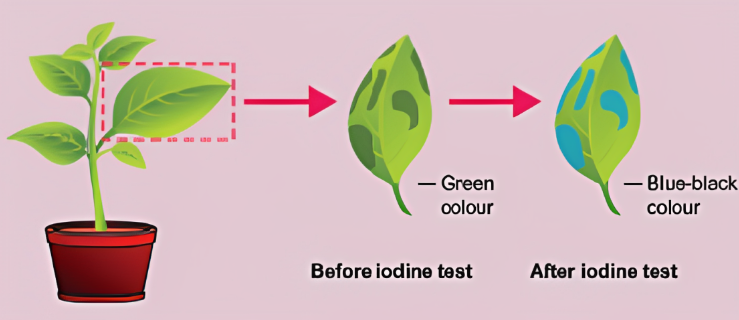 — Green
colour
— Blue-black
colour
Before iodine test
After iodine test